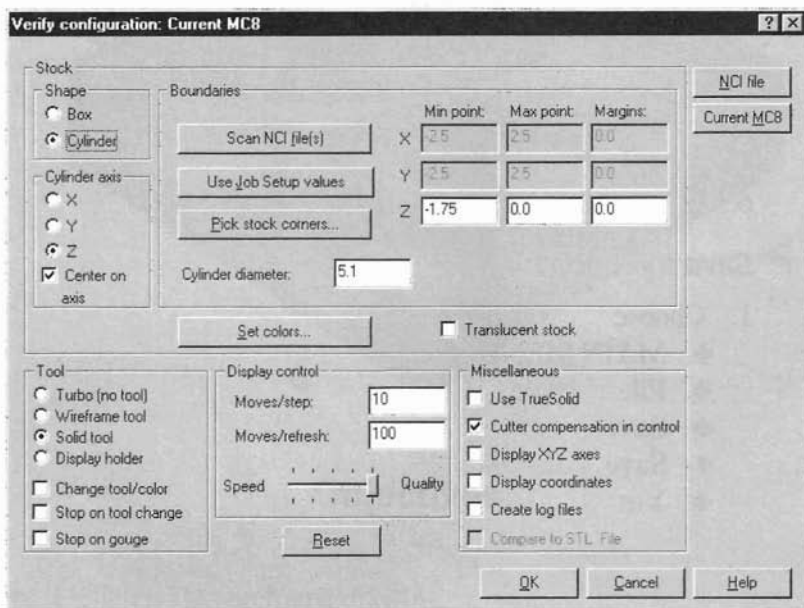 Verify configuration: Current MC8
Stock
Shape
Box
Cylinder
Cylinder axis
X
Y
Z
Center on
axis
Boundaries
Scan NCI file(s)
Use Job Setup values
Pick stock corners...
Min point: Max point: Margins:
X -2.5 2.5 0.0
Y -2.5 2.5 0.0
Z -1.75 0.0 0.0
Cylinder diameter: 5.1
Set colors...
Translucent stock
NCI file
Current MC8
Tool
Turbo (no tool)
Wireframe tool
Solid tool
Display holder
Change tool/color
Stop on tool change
Stop on gouge
Display control
Moves/step: 10
Moves/refresh: 100
Speed Quality
Reset
Miscellaneous
Use TrueSolid
Cutter compensation in control
Display XYZ axes
Display coordinates
Create log files
Compare to STL File
OK Cancel Help